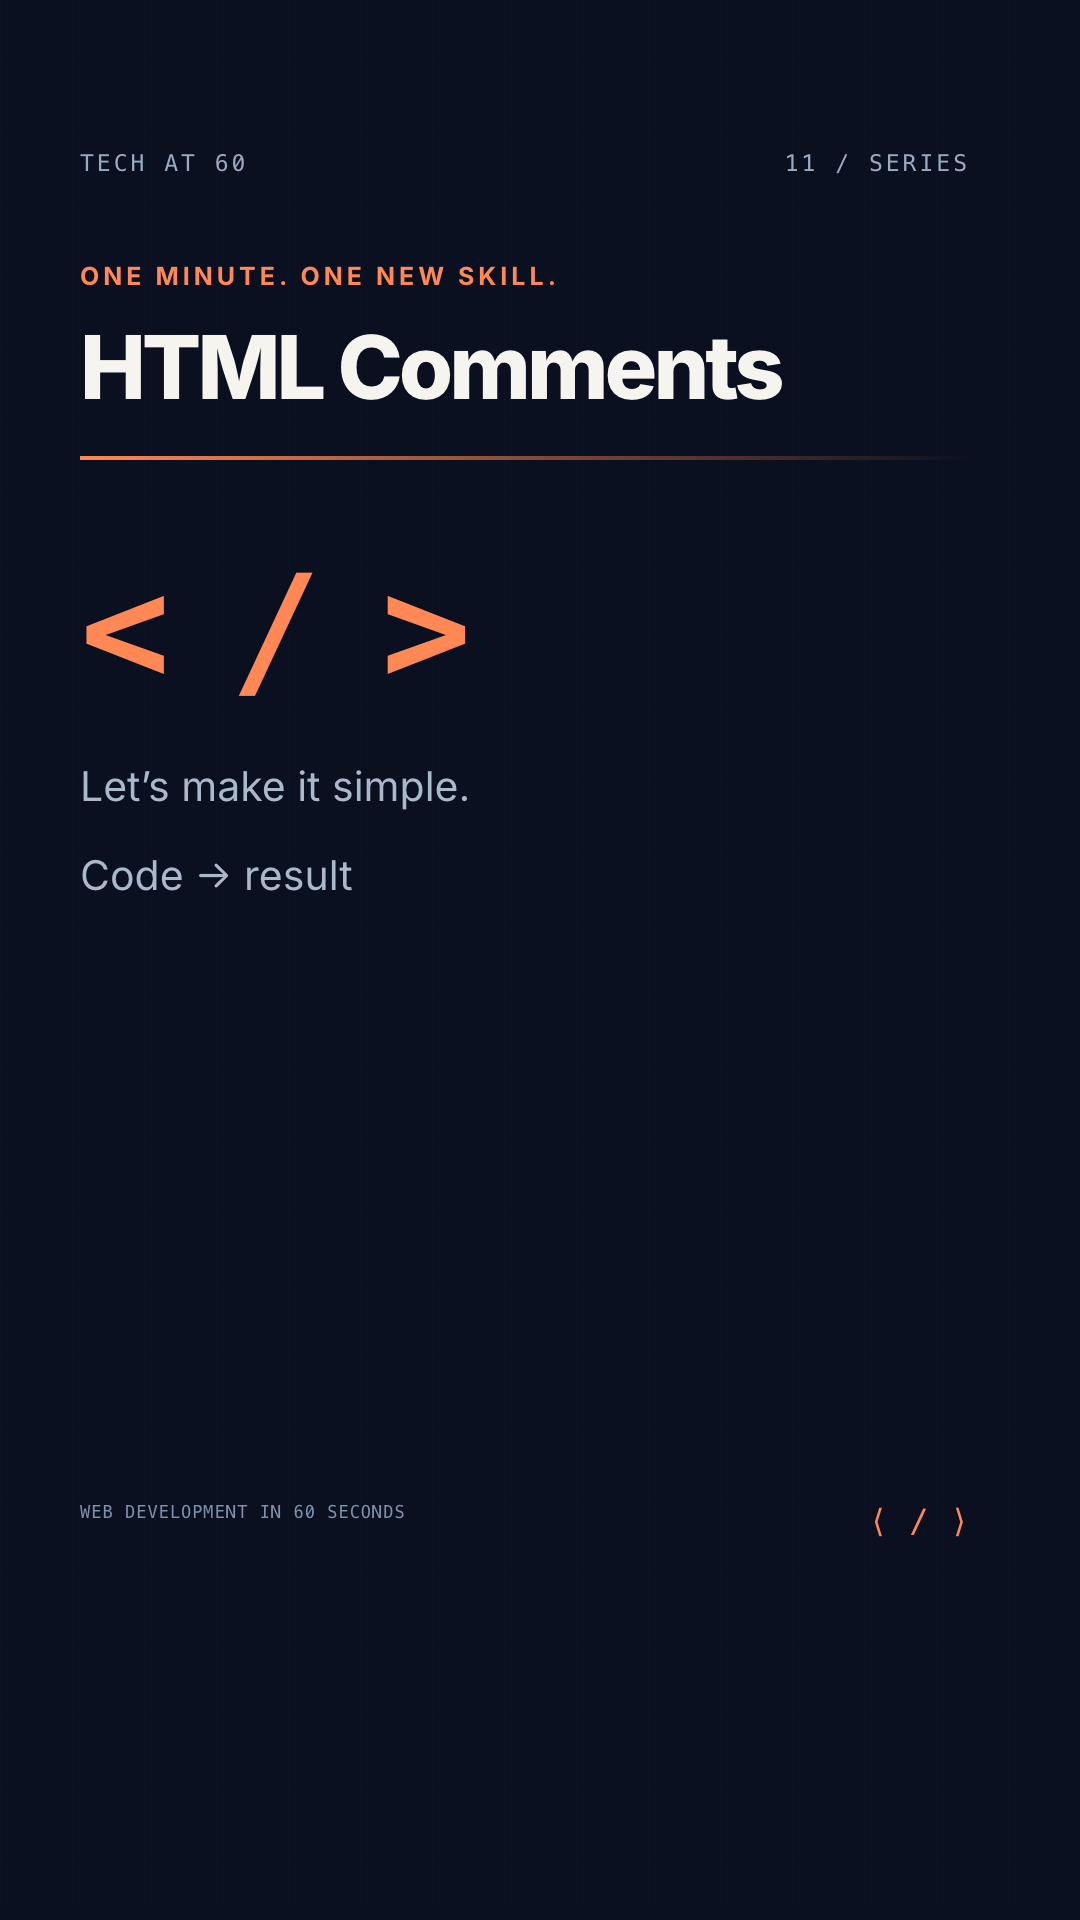 TECH AT 60
11 / SERIES
ONE MINUTE. ONE NEW SKILL.
HTML Comments
< / >
Let’s make it simple.
Code → result
WEB DEVELOPMENT IN 60 SECONDS
⟨ / ⟩